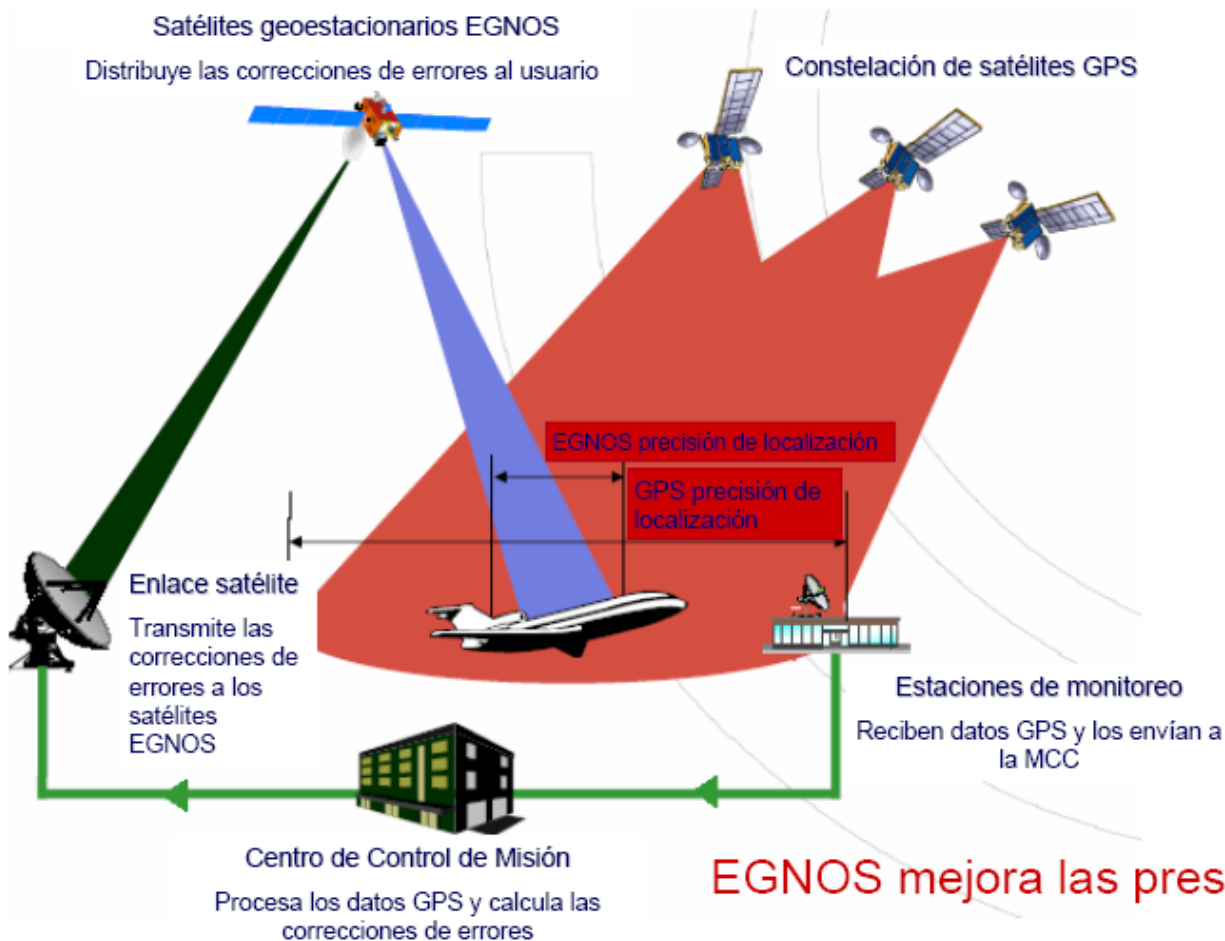 Satélites geoestacionarios EGNOS
Distribuye las correcciones de errores al usuario
Constelación de satélites GPS
EGNOS precisión de localización
GPS precisión de
localización
Enlace satélite
Transmite las
correcciones de
errores a los
satélites
EGNOS
Estaciones de monitoreo
Reciben datos GPS y los envían a
la MCC
Centro de Control de Misión
Procesa los datos GPS y calcula las
correcciones de errores
EGNOS mejora las pres